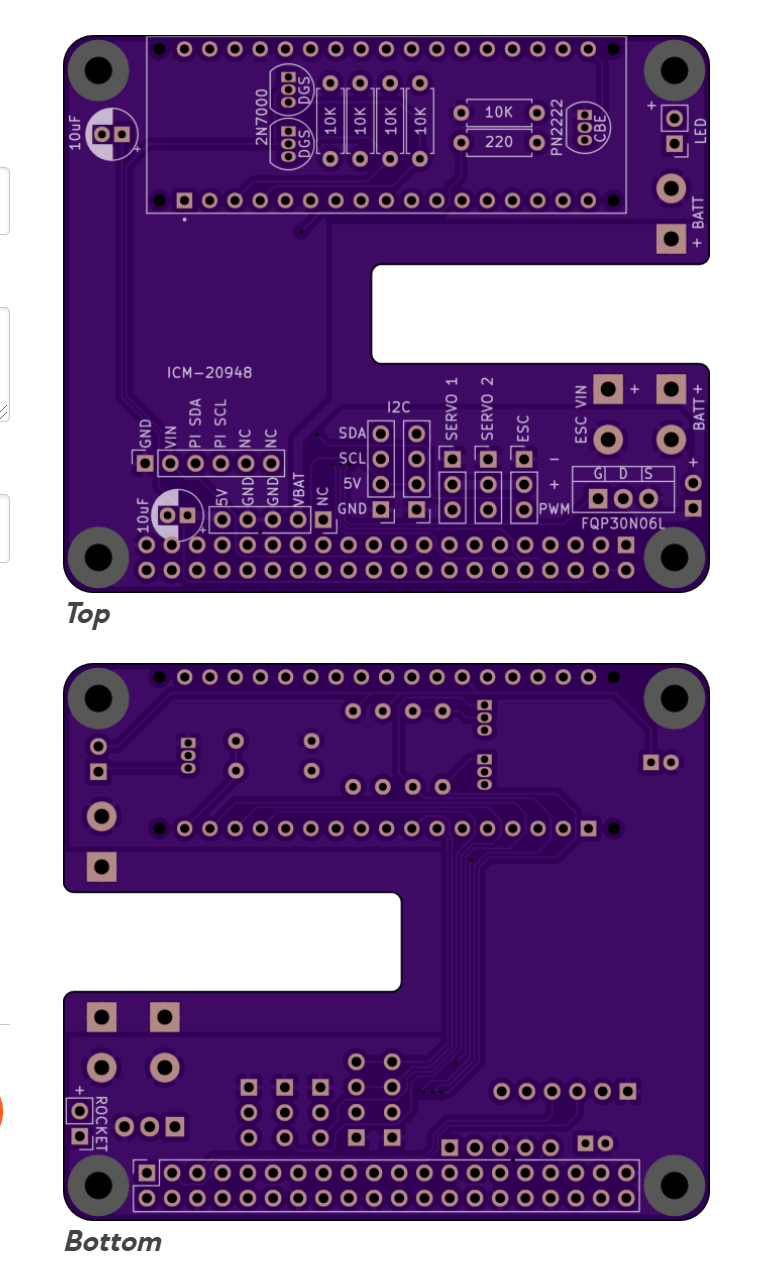 10uF
+
2N7000
DGS
DGS
10K
10K
10K
10K
10K
220
PN2222
CBE
+
LED
+ BATT
ICM-20948
GND
VIN
PI SDA
PI SCL
NC
NC
10uF
+
5V
GND
GND
VBAT
NC
I2C
SDA
SCL
5V
GND
SERVO 1
SERVO 2
ESC
-
+
PWM
ESC VIN
+
BATT+
+
G D S
FQP30N06L
Top
+
ROCKET
Bottom